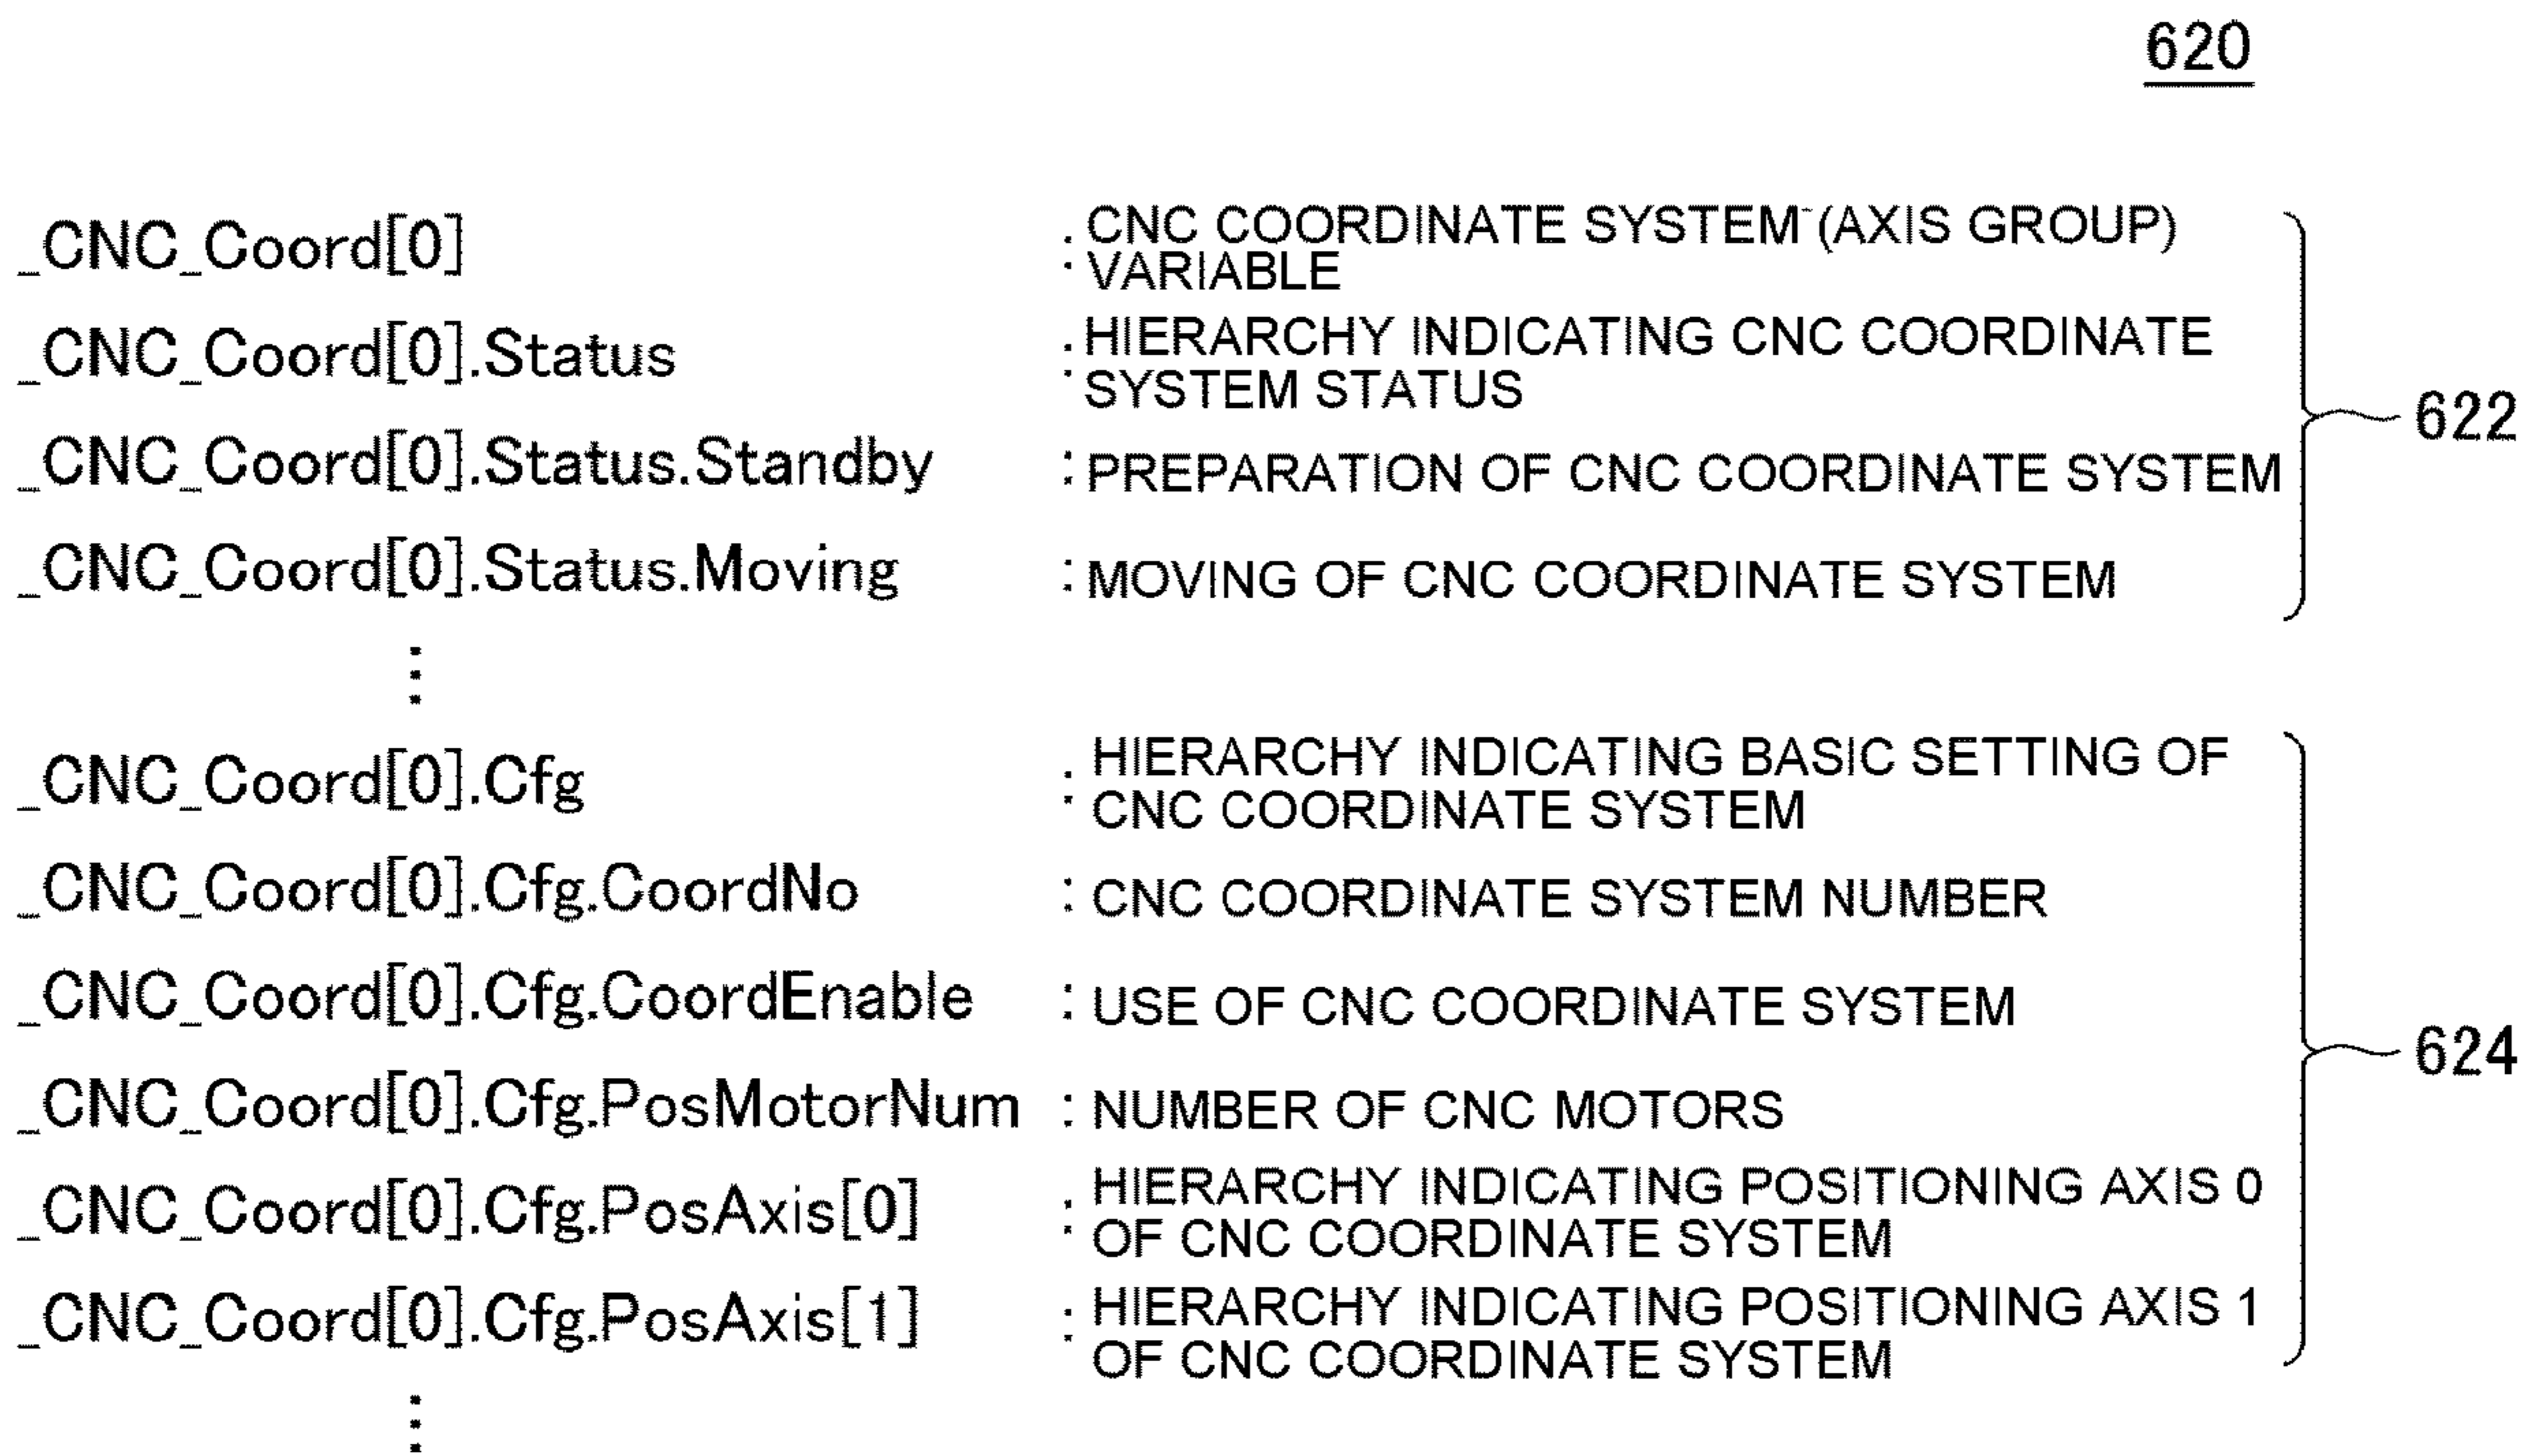 620
_CNC_Coord[0] : CNC COORDINATE SYSTEM (AXIS GROUP)
VARIABLE
_CNC_Coord[0].Status : HIERARCHY INDICATING CNC COORDINATE
SYSTEM STATUS
622
_CNC_Coord[0].Status.Standby : PREPARATION OF CNC COORDINATE SYSTEM
_CNC_Coord[0].Status.Moving : MOVING OF CNC COORDINATE SYSTEM
⋮
_CNC_Coord[0].Cfg : HIERARCHY INDICATING BASIC SETTING OF
CNC COORDINATE SYSTEM
_CNC_Coord[0].Cfg.CoordNo : CNC COORDINATE SYSTEM NUMBER
_CNC_Coord[0].Cfg.CoordEnable : USE OF CNC COORDINATE SYSTEM
624
_CNC_Coord[0].Cfg.PosMotorNum : NUMBER OF CNC MOTORS
_CNC_Coord[0].Cfg.PosAxis[0] : HIERARCHY INDICATING POSITIONING AXIS 0
OF CNC COORDINATE SYSTEM
_CNC_Coord[0].Cfg.PosAxis[1] : HIERARCHY INDICATING POSITIONING AXIS 1
OF CNC COORDINATE SYSTEM
⋮